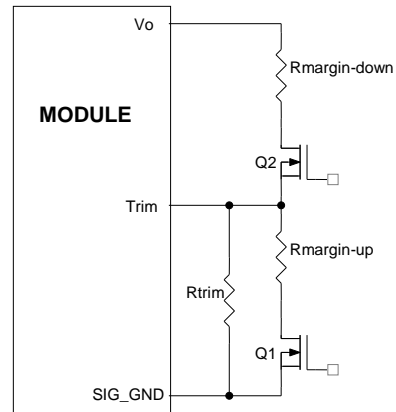 Vo
Rmargin-down
MODULE
Q2
Trim
Rmargin-up
Rtrim
Q1
SIG_GND